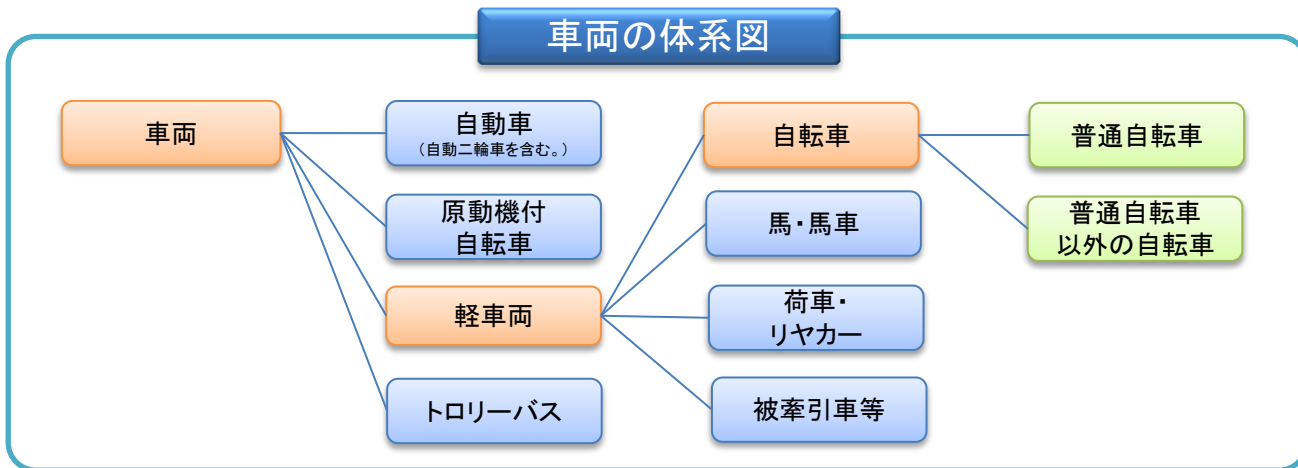 車両の体系図
車両
自動車
（自動二輪車を含む。）
原動機付
自転車
軽車両
トロリーバス
自転車
馬・馬車
荷車・
リヤカー
被牽引車等
普通自転車
普通自転車
以外の自転車